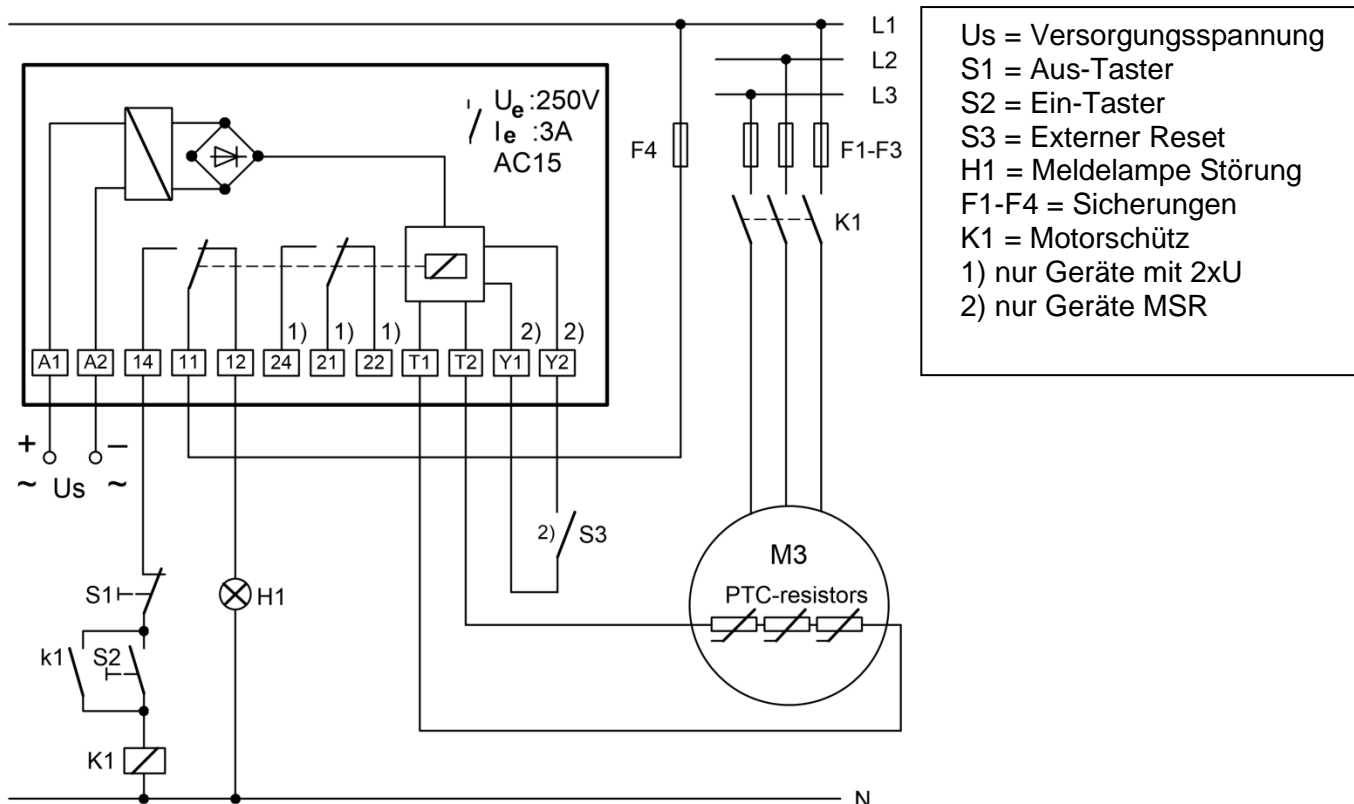 L1
L2
L3
Ue :250V
Ie :3A
AC15
F4
F1-F3
K1
1) 1) 1) 2) 2)
A1 A2 14 11 12 24 21 22 T1 T2 Y1 Y2
+ –
~ Us ~
2) S3
S1
H1
k1 S2
K1
M3
PTC-resistors
N
Us = Versorgungsspannung
S1 = Aus-Taster
S2 = Ein-Taster
S3 = Externer Reset
H1 = Meldelampe Störung
F1-F4 = Sicherungen
K1 = Motorschütz
1) nur Geräte mit 2xU
2) nur Geräte MSR